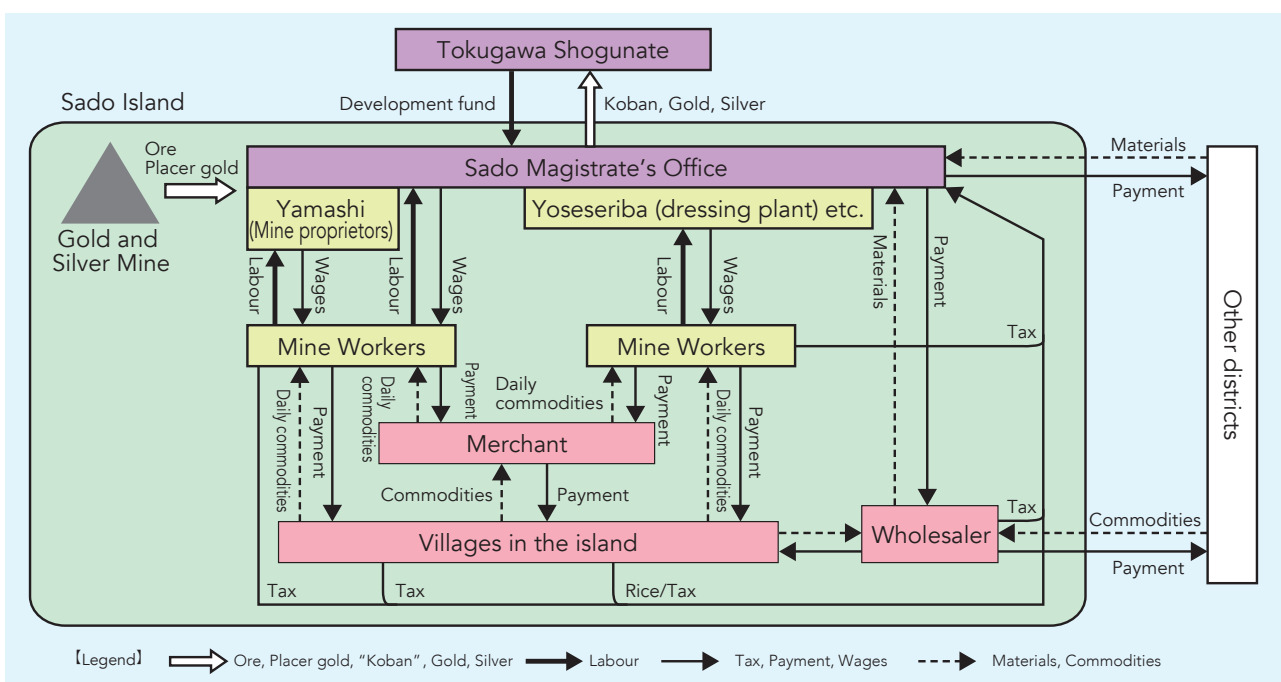 Tokugawa Shogunate
Sado Island
Development fund
Koban, Gold, Silver
Ore
Placer gold
Sado Magistrate's Office
Materials
Payment
Gold and
Silver Mine
Yamashi
(Mine proprietors)
Yoseseriba (dressing plant) etc.
Labour
Wages
Labour
Wages
Labour
Wages
Materials
Payment
Other districts
Mine Workers
Mine Workers
Tax
Daily commodities
Payment
Daily
commodities
Payment
Daily
commodities
Payment
Daily commodities
Payment
Merchant
Commodities
Payment
Villages in the island
Wholesaler
Tax
Commodities
Payment
Tax
Tax
Rice/Tax
【Legend】
Ore, Placer gold, “Koban”, Gold, Silver
Labour
Tax, Payment, Wages
Materials, Commodities